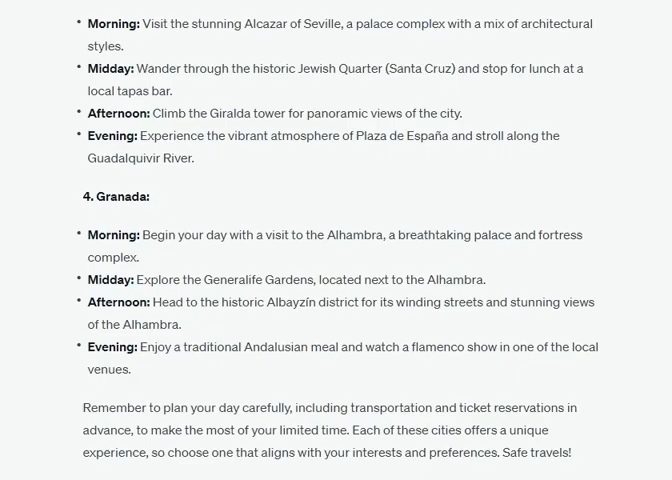 • Morning: Visit the stunning Alcazar of Seville, a palace complex with a mix of architectural
styles.
• Midday: Wander through the historic Jewish Quarter (Santa Cruz) and stop for lunch at a
local tapas bar.
• Afternoon: Climb the Giralda tower for panoramic views of the city.
• Evening: Experience the vibrant atmosphere of Plaza de España and stroll along the
Guadalquivir River.
4. Granada:
• Morning: Begin your day with a visit to the Alhambra, a breathtaking palace and fortress
complex.
• Midday: Explore the Generalife Gardens, located next to the Alhambra.
• Afternoon: Head to the historic Albayzín district for its winding streets and stunning views
of the Alhambra.
• Evening: Enjoy a traditional Andalusian meal and watch a flamenco show in one of the local
venues.
Remember to plan your day carefully, including transportation and ticket reservations in
advance, to make the most of your limited time. Each of these cities offers a unique
experience, so choose one that aligns with your interests and preferences. Safe travels!